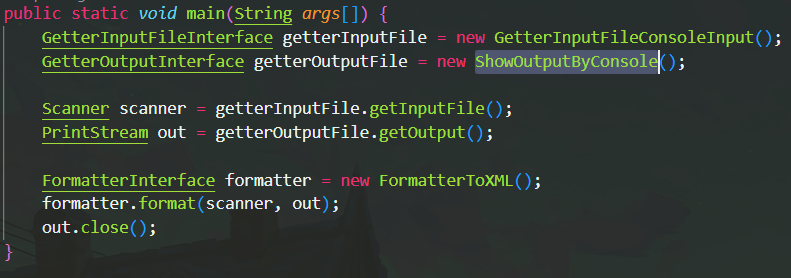 public static void main(String args[]) {
GetterInputFileInterface getterInputFile = new GetterInputFileConsoleInput();
GetterOutputInterface getterOutputFile = new ShowOutputByConsole();
Scanner scanner = getterInputFile.getInputFile();
PrintStream out = getterOutputFile.getOutput();
FormatterInterface formatter = new FormatterToXML();
formatter.format(scanner, out);
out.close();
}